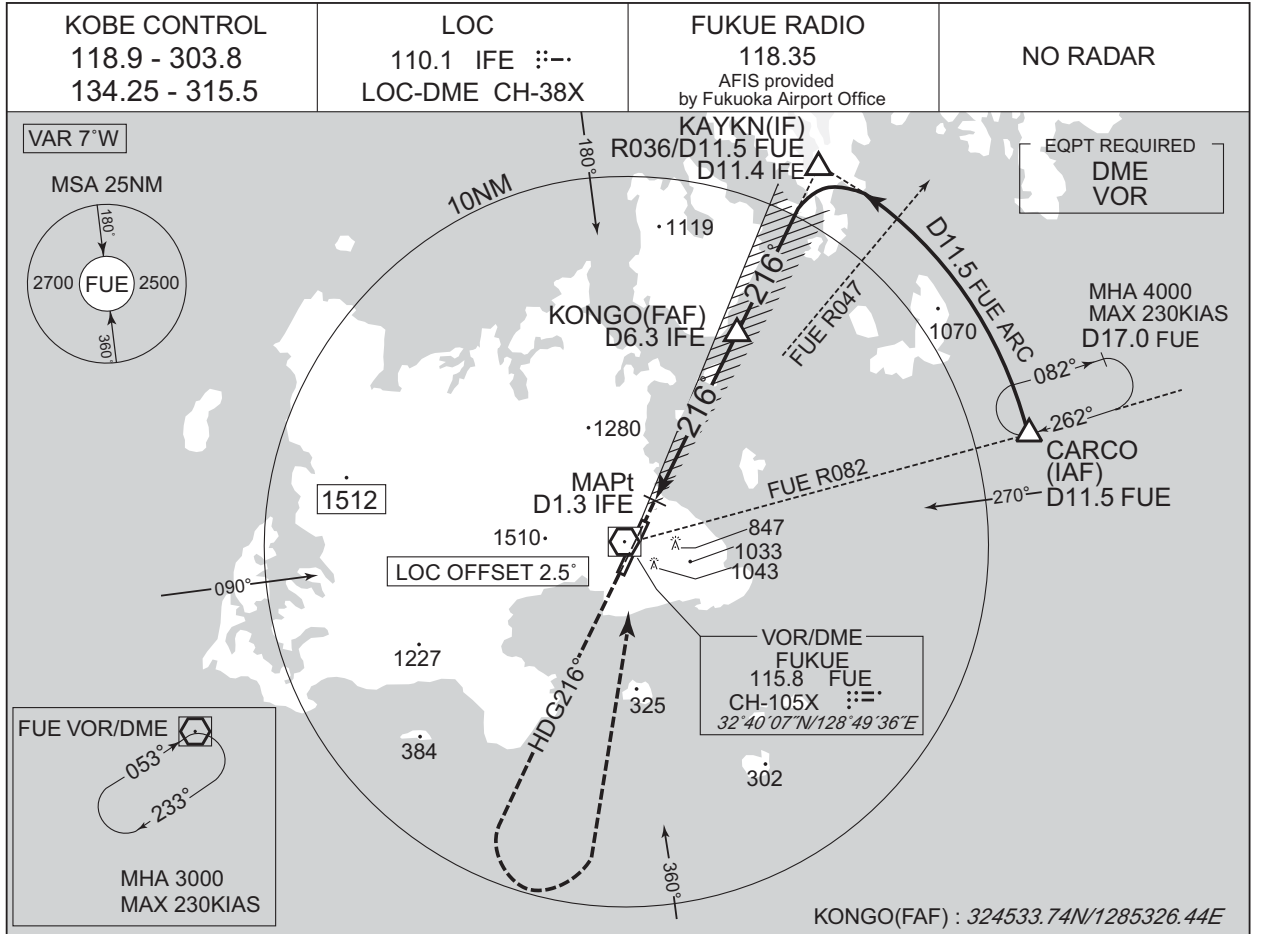 KOBE CONTROL
118.9 - 303.8
134.25 - 315.5
LOC
110.1 IFE
LOC-DME CH-38X
FUKUE RADIO
118.35
AFIS provided
by Fukuoka Airport Office
NO RADAR
VAR 7˚W
MSA 25NM
180˚
2700
FUE
2500
360˚
10NM
180˚
KAYKN(IF)
R036/D11.5 FUE
D11.4 IFE
EQPT REQUIRED
DME
VOR
1119
216˚
D11.5 FUE ARC
FUE R047
KONGO(FAF)
D6.3 IFE
1070
MHA 4000
MAX 230KIAS
D17.0 FUE
082˚
262˚
CARCO
(IAF)
D11.5 FUE
270˚
216˚
1280
FUE R082
MAPt
D1.3 IFE
1512
1510
847
1033
1043
LOC OFFSET 2.5˚
090˚
1227
VOR/DME
FUKUE
115.8 FUE
CH-105X
32˚40´07˝N/128˚49´36˝E
HDG216˚
325
384
302
FUE VOR/DME
053˚
233˚
MHA 3000
MAX 230KIAS
360˚
KONGO(FAF) : 324533.74N/1285326.44E